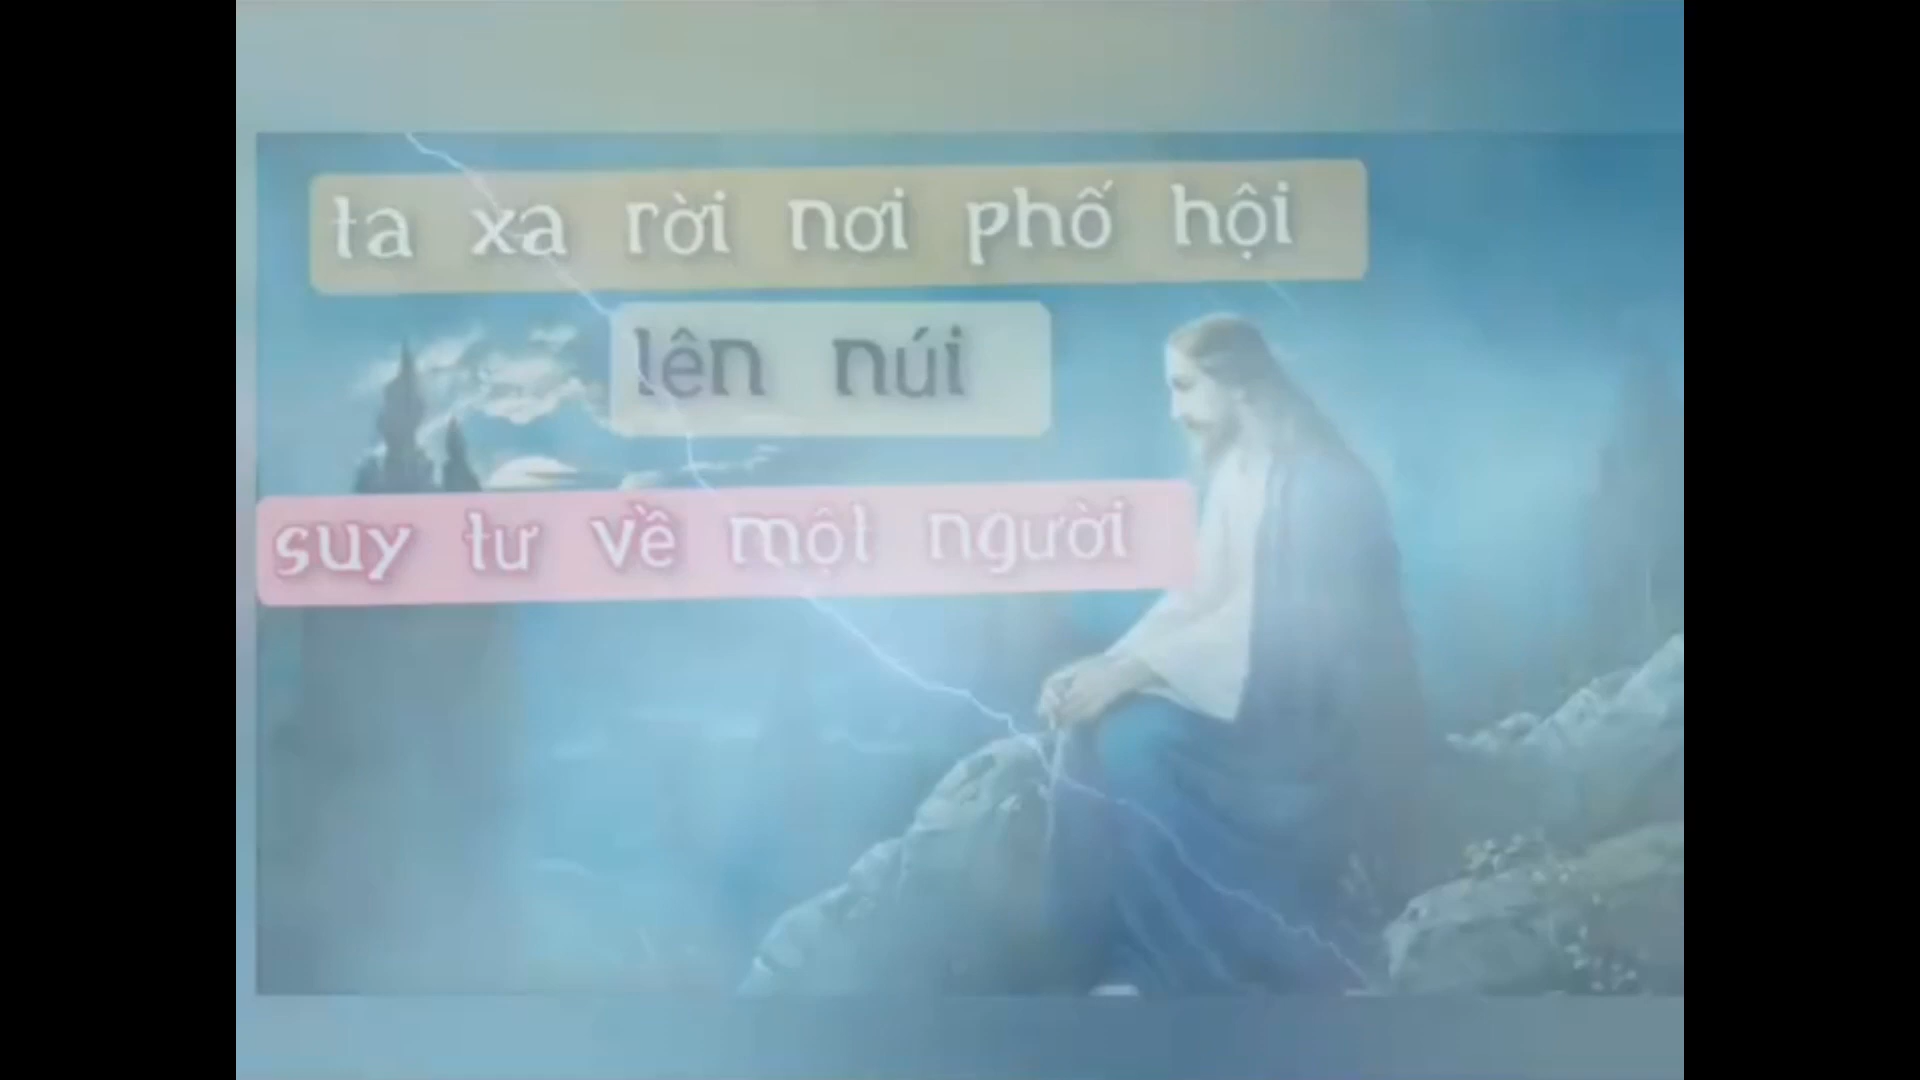 ta xa rời nơi phố hội
lên núi
suy tư về một người